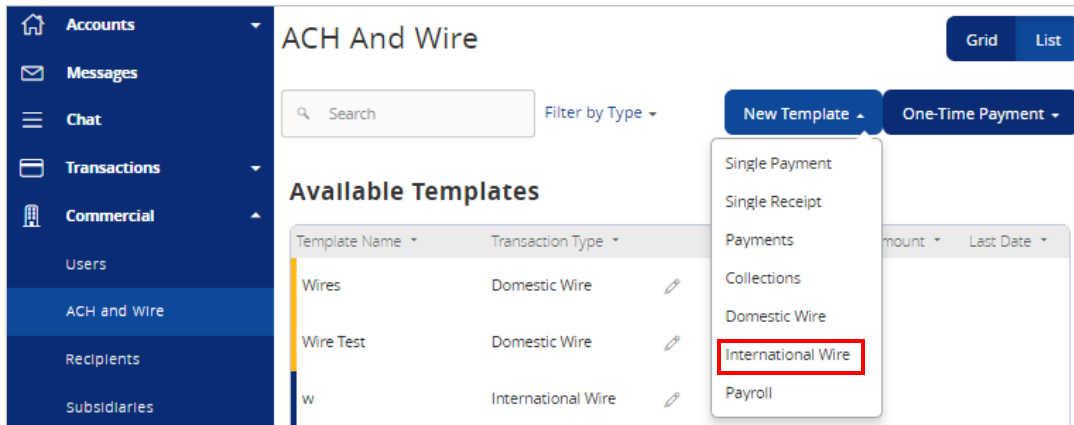 Accounts
Messages
Chat
Transactions
Commercial
Users
ACH and Wire
Recipients
Subsidiaries
ACH And Wire
Grid List
Search Filter by Type New Template One-Time Payment
Single Payment
Single Receipt
Payments
Collections
Domestic Wire
International Wire
Payroll
Available Templates
Template Name Transaction Type mount Last Date
Wires Domestic Wire
Wire Test Domestic Wire
w International Wire